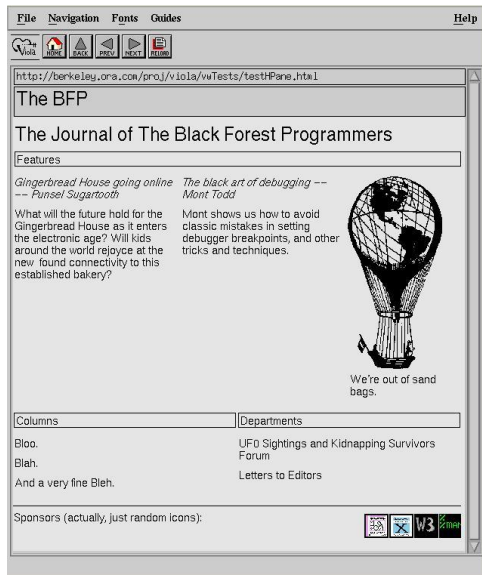 File Navigation Fonts Guides Help
Viola HOME BACK PREV NEXT RELOAD
http://berkeley.ora.com/proj/viola/vwTests/testHPane.html
The BFP
The Journal of The Black Forest Programmers
Features
Gingerbread House going online
-- Punsel Sugartooth
What will the future hold for the
Gingerbread House as it enters
the electronic age? Will kids
around the world rejoyce at the
new found connectivity to this
established bakery?
The black art of debugging --
Mont Todd
Mont shows us how to avoid
classic mistakes in setting
debugger breakpoints, and other
tricks and techniques.
We're out of sand
bags.
Columns
Bloo.
Blah.
And a very fine Bleh.
Departments
UFO Sightings and Kidnapping Survivors
Forum
Letters to Editors
Sponsors (actually, just random icons):
X W3